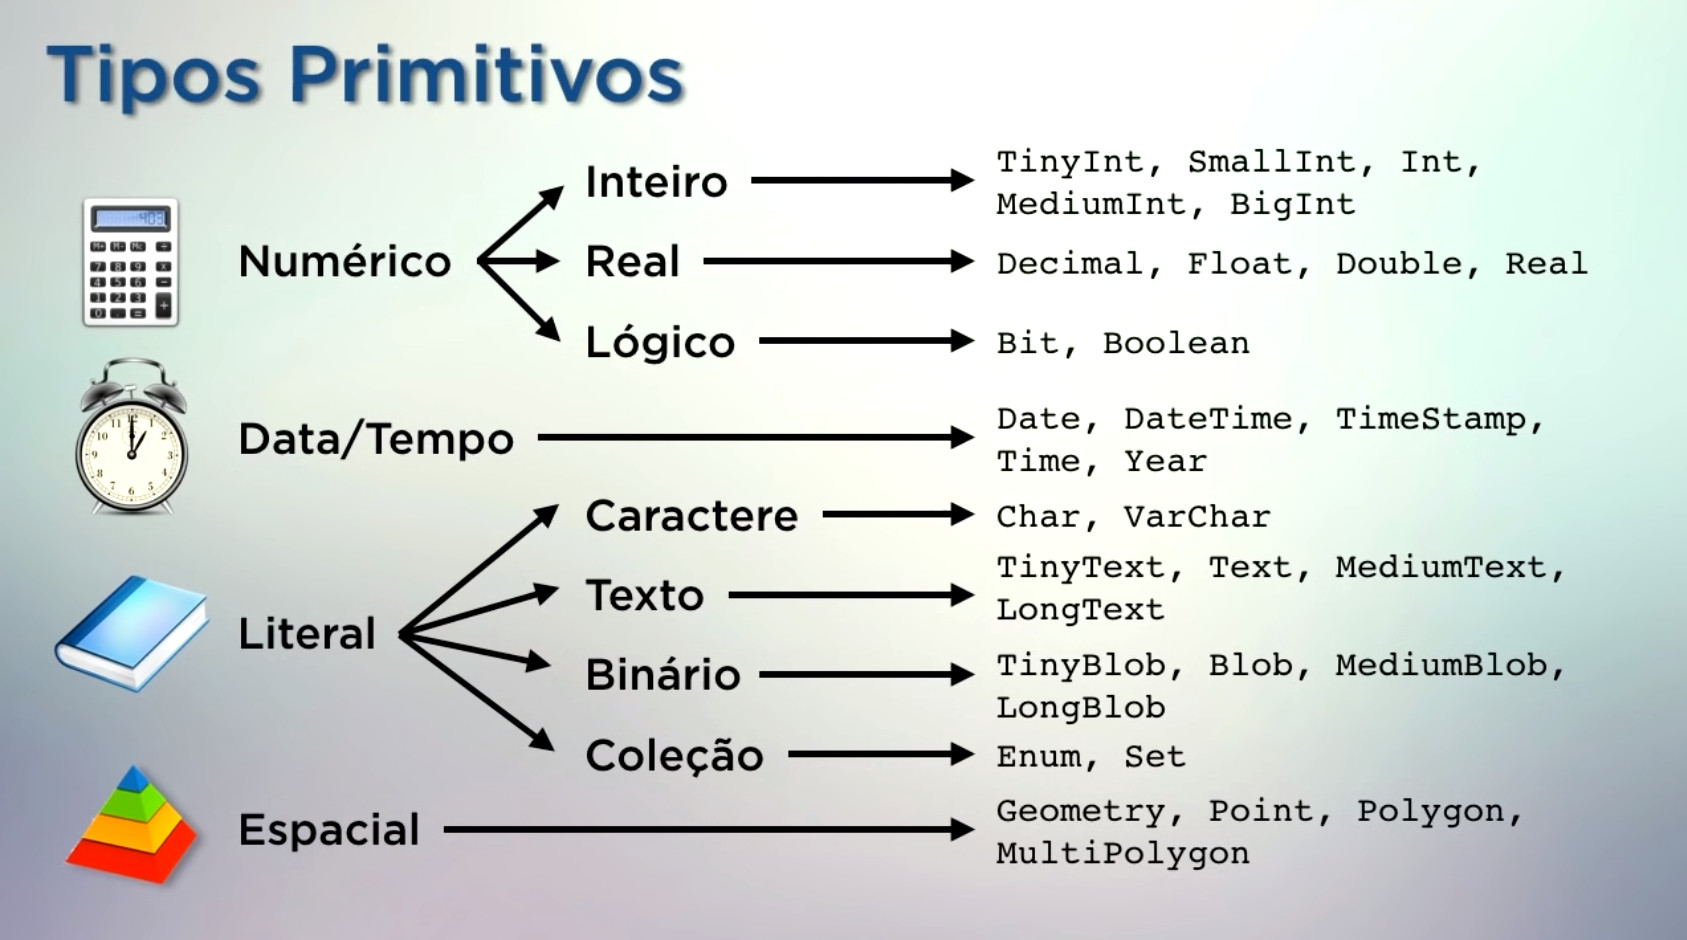 Tipos Primitivos
Numérico
Inteiro
TinyInt, SmallInt, Int,
MediumInt, BigInt
Real
Decimal, Float, Double, Real
Lógico
Bit, Boolean
Data/Tempo
Date, DateTime, TimeStamp,
Time, Year
Literal
Caractere
Char, VarChar
Texto
TinyText, Text, MediumText,
LongText
Binário
TinyBlob, Blob, MediumBlob,
LongBlob
Coleção
Enum, Set
Espacial
Geometry, Point, Polygon,
MultiPolygon